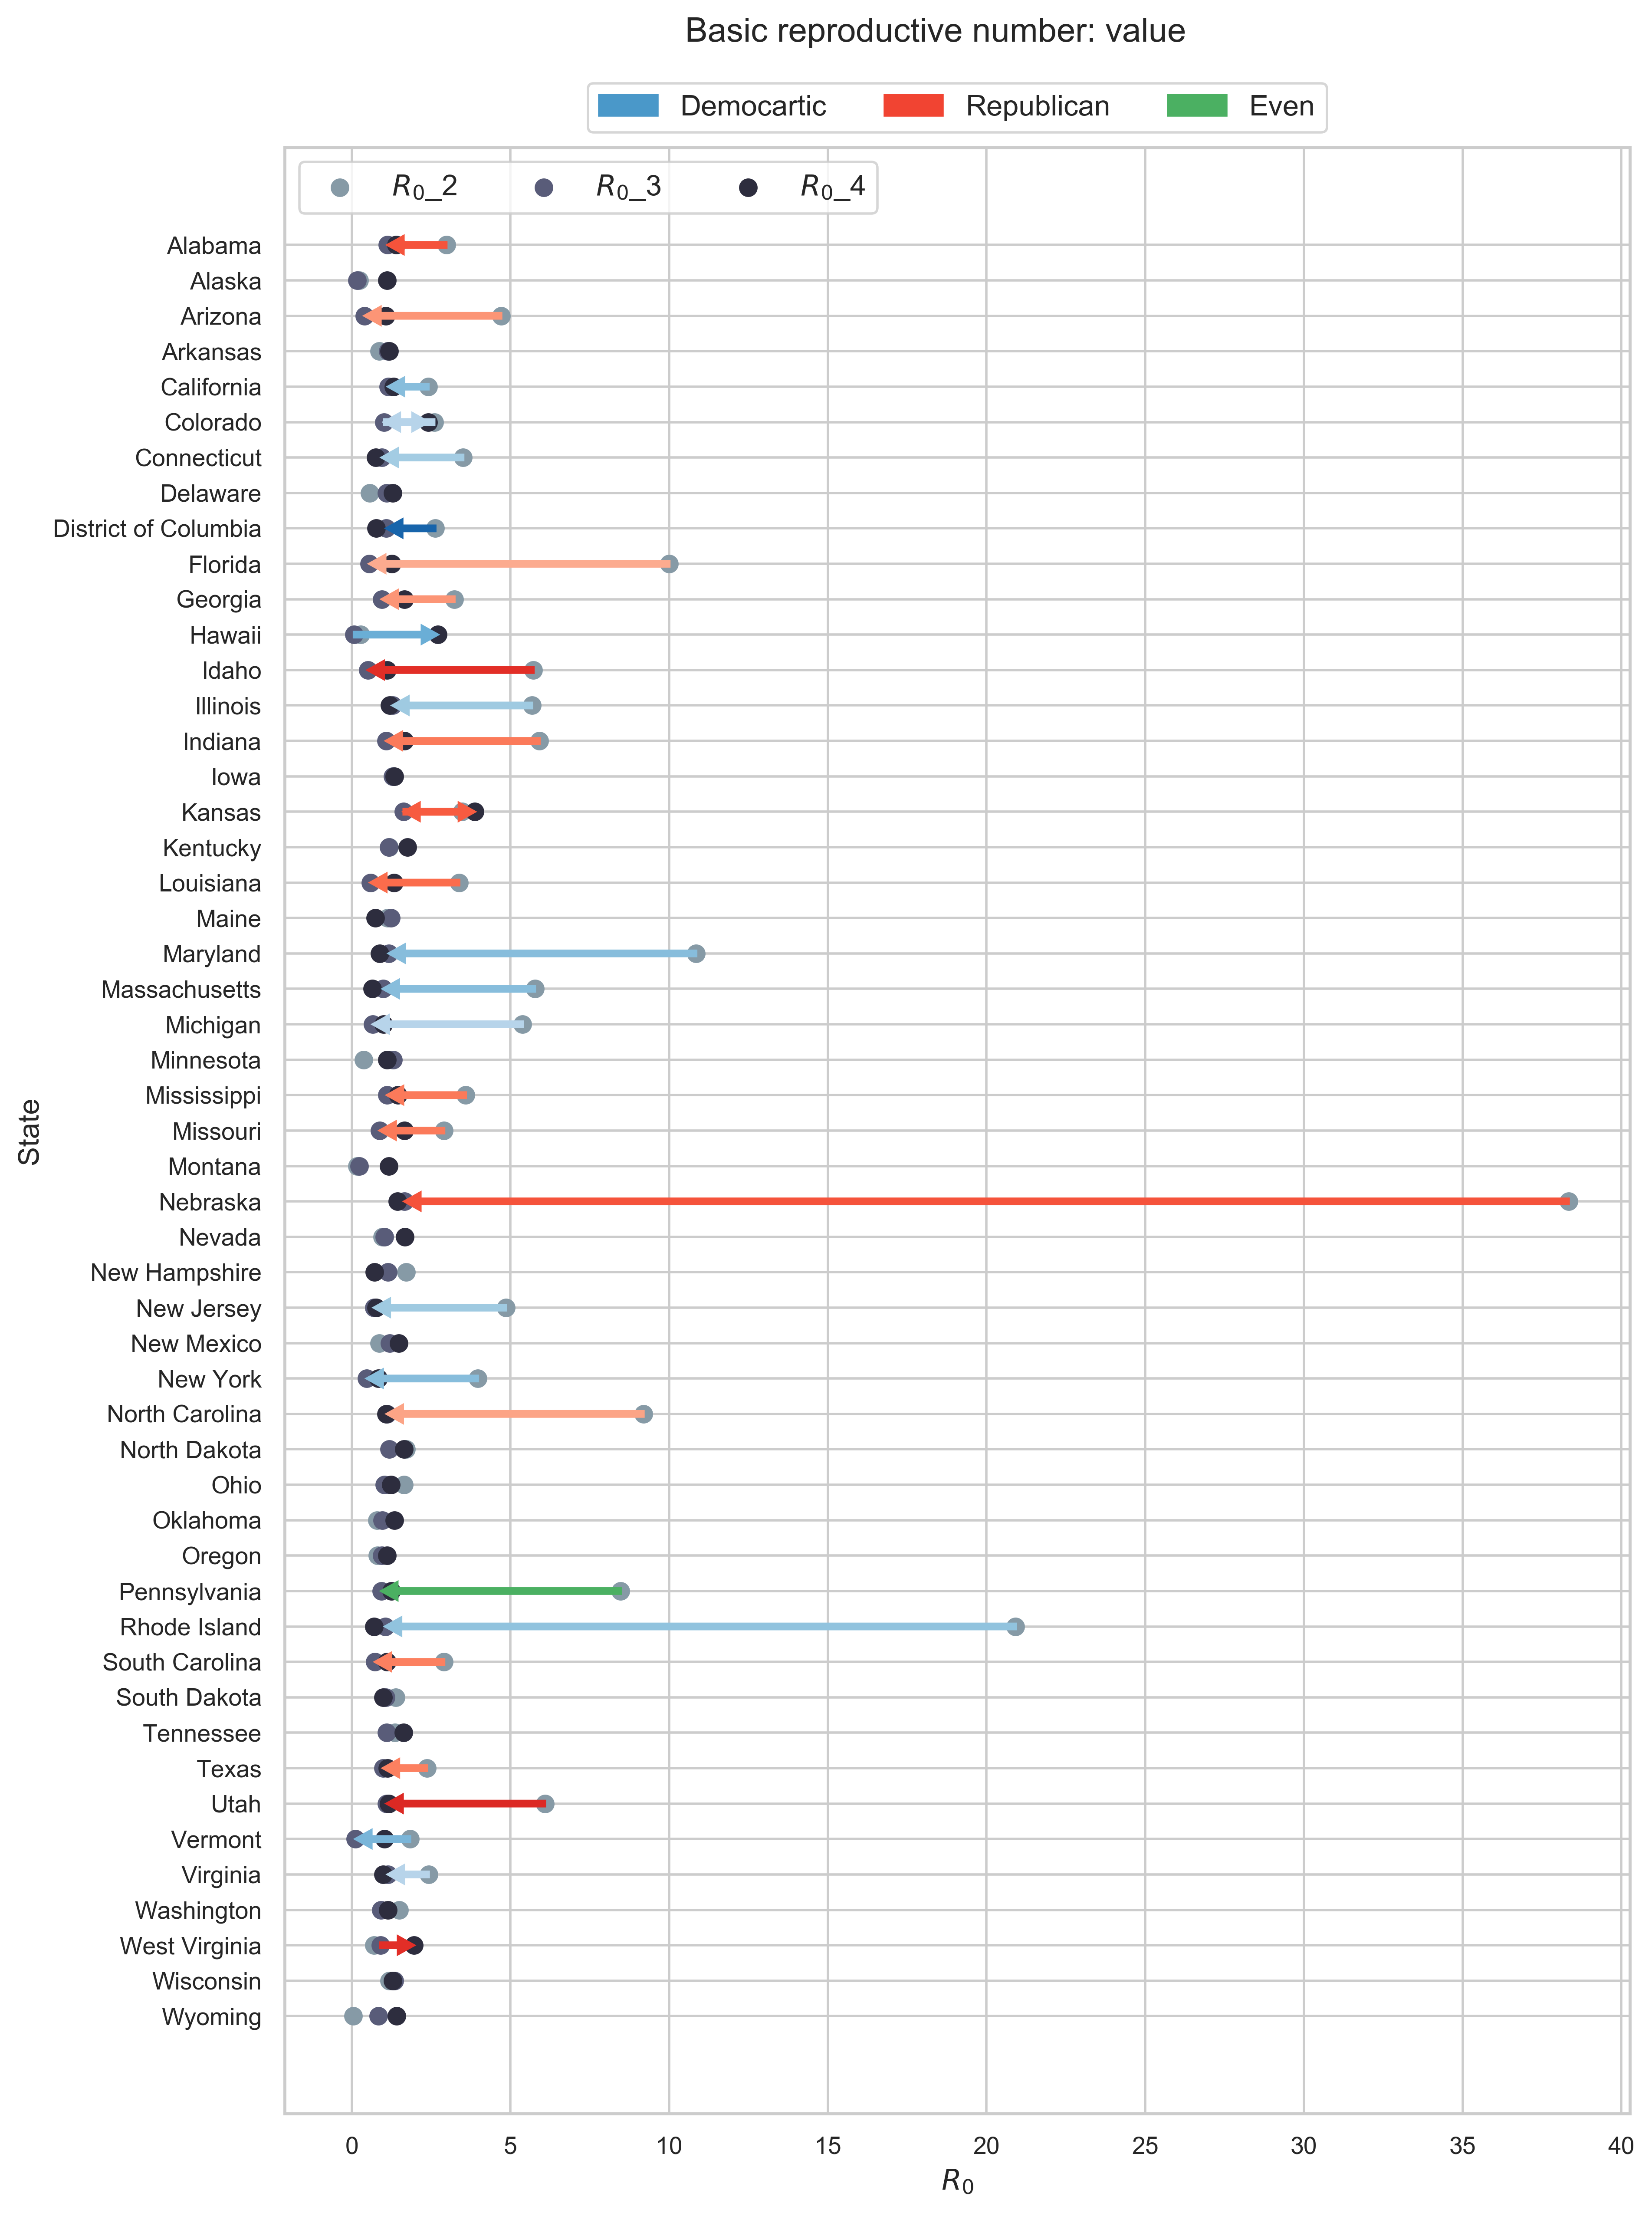 Basic reproductive number: value
Democartic Republican Even
R₀_2 R₀_3 R₀_4
Alabama
Alaska
Arizona
Arkansas
California
Colorado
Connecticut
Delaware
District of Columbia
Florida
Georgia
Hawaii
Idaho
Illinois
Indiana
Iowa
Kansas
Kentucky
Louisiana
Maine
Maryland
Massachusetts
Michigan
Minnesota
Mississippi
Missouri
Montana
Nebraska
Nevada
New Hampshire
New Jersey
New Mexico
New York
North Carolina
North Dakota
Ohio
Oklahoma
Oregon
Pennsylvania
Rhode Island
South Carolina
South Dakota
Tennessee
Texas
Utah
Vermont
Virginia
Washington
West Virginia
Wisconsin
Wyoming
State
0 5 10 15 20 25 30 35 40
R₀